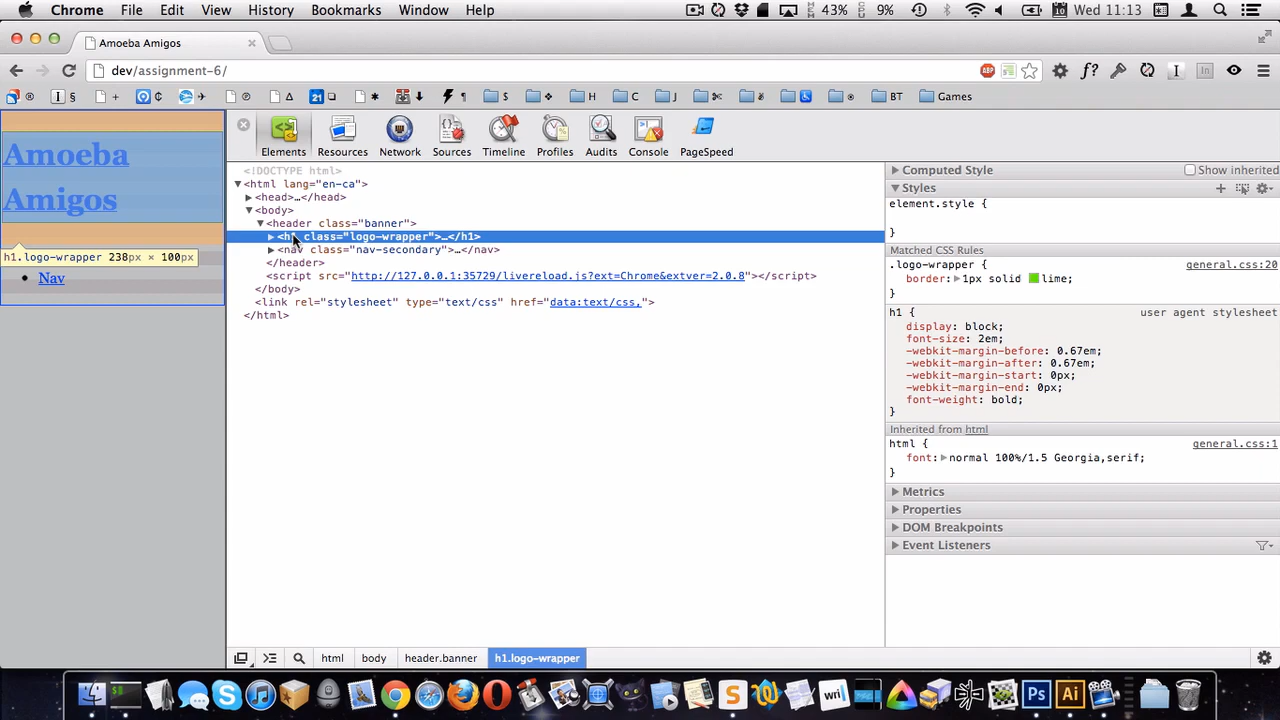 Chrome File Edit View History Bookmarks Window Help 43% 9% Wed 11:13
Amoeba Amigos
dev/assignment-6/
$ H C J BT Games
Elements Resources Network Sources Timeline Profiles Audits Console PageSpeed
Amoeba
Amigos
h1.logo-wrapper 238px × 100px
Nav
<!DOCTYPE html>
<html lang="en-ca">
<head>…</head>
<body>
<header class="banner">
<h1 class="logo-wrapper">…</h1>
<nav class="nav-secondary">…</nav>
</header>
<script src="http://127.0.0.1:35729/livereload.js?ext=Chrome&extver=2.0.8"></script>
</body>
<link rel="stylesheet" type="text/css" href="data:text/css,">
</html>
Computed Style Show inherited
Styles
element.style {
}
Matched CSS Rules
.logo-wrapper { general.css:20
border: 1px solid lime;
}
h1 { user agent stylesheet
display: block;
font-size: 2em;
-webkit-margin-before: 0.67em;
-webkit-margin-after: 0.67em;
-webkit-margin-start: 0px;
-webkit-margin-end: 0px;
font-weight: bold;
}
Inherited from html
html { general.css:1
font: normal 100%/1.5 Georgia,serif;
}
Metrics
Properties
DOM Breakpoints
Event Listeners
html body header.banner h1.logo-wrapper